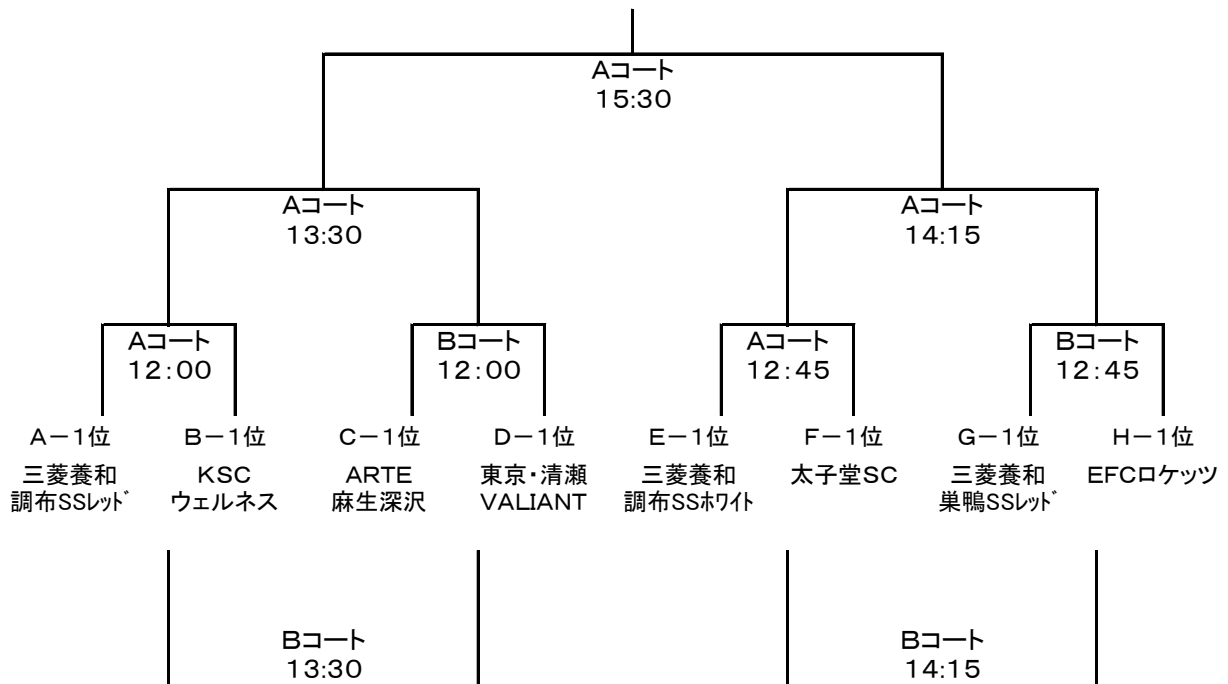 Aコート
15:30
Aコート
13:30
Aコート
14:15
Aコート
12:00
Bコート
12:00
Aコート
12:45
Bコート
12:45
A－1位
B－1位
C－1位
D－1位
E－1位
F－1位
G－1位
H－1位
三菱養和
調布SSﾚｯﾄﾞ
KSC
ウェルネス
ARTE
麻生深沢
東京・清瀬
VALIANT
三菱養和
調布SSﾎﾜｲﾄ
太子堂SC
三菱養和
巣鴨SSﾚｯﾄﾞ
EFCロケッツ
Bコート
13:30
Bコート
14:15